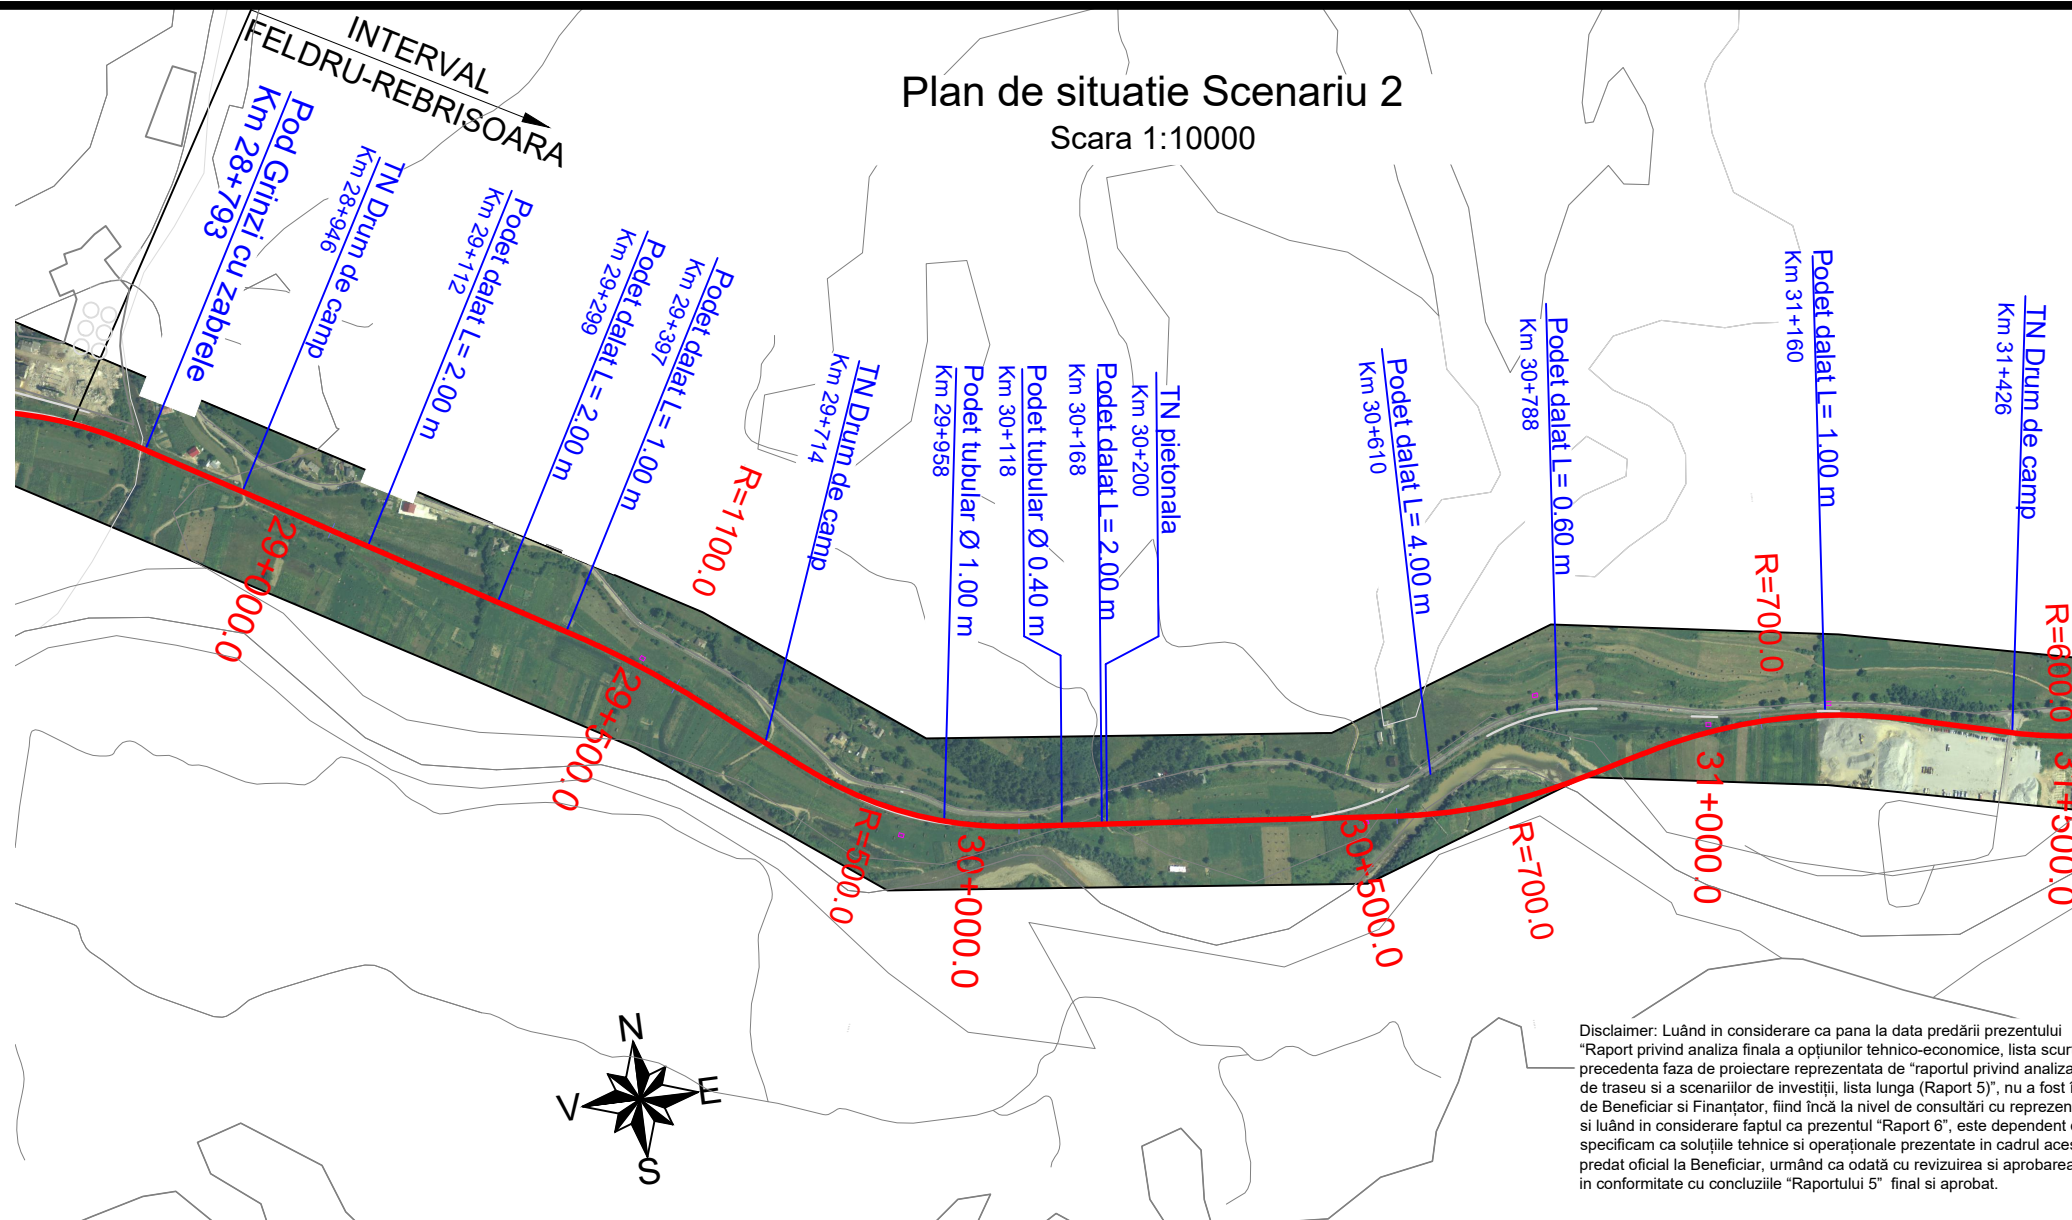 INTERVAL
FELDRU-REBRISOARA
Plan de situatie Scenariu 2
Scara 1:10000
Pod Grinzi cu zabrele
Km 28+793
TN Drum de camp
Km 28+946
Podet dalat L= 2.00 m
Km 29+112
Podet dalat L= 2.00 m
Km 29+299
Podet dalat L= 1.00 m
Km 29+397
TN Drum de camp
Km 29+714
Podet tubular Ø 1.00 m
Km 29+958
Podet tubular Ø 0.40 m
Km 30+118
Podet dalat L= 2.00 m
Km 30+168
TN pietonala
Km 30+200
Podet dalat L= 4.00 m
Km 30+610
Podet dalat L= 0.60 m
Km 30+788
Podet dalat L= 1.00 m
Km 31+160
TN Drum de camp
Km 31+426
R=1100.0
R=700.0
R=600.0
29+000.0
29+500.0
R=500.0
30+000.0
30+500.0
R=700.0
31+000.0
31+500.0
N
V
E
S
Disclaimer: Luând in considerare ca pana la data predării prezentului
“Raport privind analiza finala a opțiunilor tehnico-economice, lista scur
precedenta faza de proiectare reprezentata de “raportul privind analiza
de traseu si a scenariilor de investiții, lista lunga (Raport 5)”, nu a fost
de Beneficiar si Finanțator, fiind încă la nivel de consultări cu reprezen
si luând in considerare faptul ca prezentul “Raport 6”, este dependent
specificam ca soluțiile tehnice si operaționale prezentate in cadrul aces
predat oficial la Beneficiar, urmând ca odată cu revizuirea si aprobarea
in conformitate cu concluziile “Raportului 5” final si aprobat.